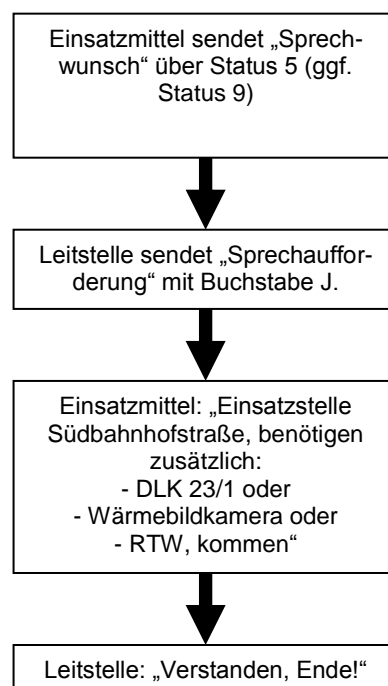 Einsatzmittel sendet „Sprech-
wunsch“ über Status 5 (ggf.
Status 9)
Leitstelle sendet „Sprechauffor-
derung“ mit Buchstabe J.
Einsatzmittel: „Einsatzstelle
Südbahnhofstraße, benötigen
zusätzlich:
- DLK 23/1 oder
- Wärmebildkamera oder
- RTW, kommen“
Leitstelle: „Verstanden, Ende!“